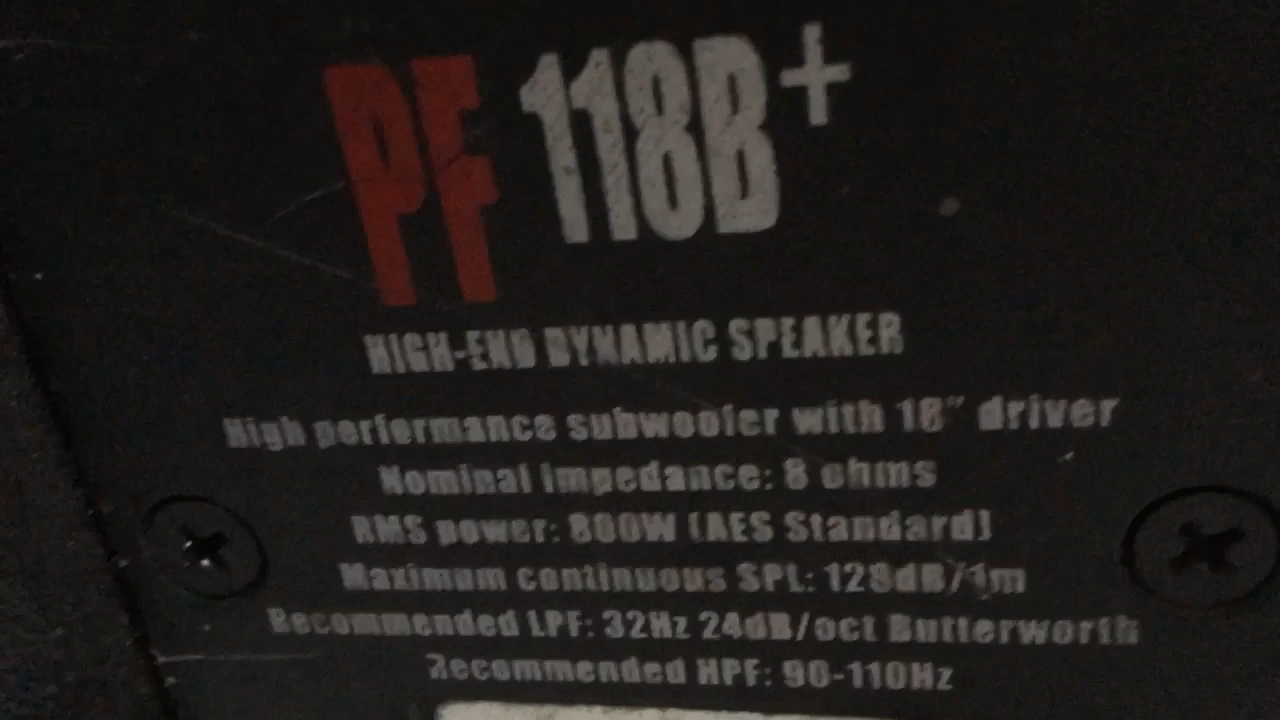 PF 118B+
HIGH-END DYNAMIC SPEAKER
High performance subwoofer with 18" driver
Nominal Impedance: 8 ohms
RMS power: 800W (AES Standard)
Maximum continuous SPL: 128dB/1m
Recommended LPF: 32Hz 24dB/oct Butterworth
Recommended HPF: 90-110Hz